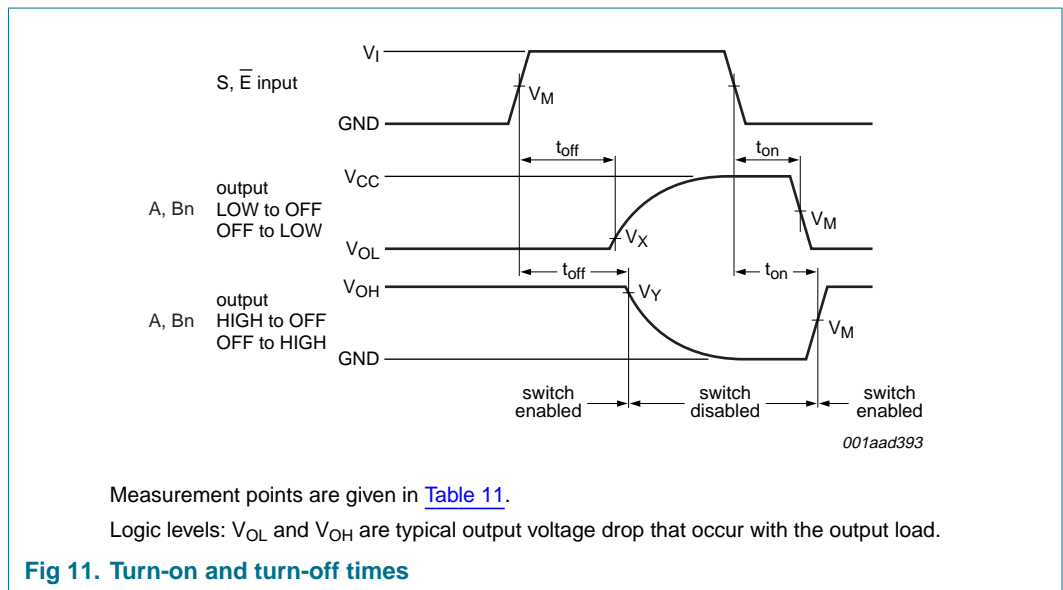 V_I
S, E̅ input
V_M
GND
t_off
t_on
V_CC
output
A, Bn LOW to OFF
OFF to LOW
V_M
V_X
V_OL
t_off
t_on
V_OH
V_Y
output
A, Bn HIGH to OFF
OFF to HIGH
V_M
GND
switch enabled
switch disabled
switch enabled
001aad393
Measurement points are given in Table 11.
Logic levels: V_OL and V_OH are typical output voltage drop that occur with the output load.
Fig 11. Turn-on and turn-off times